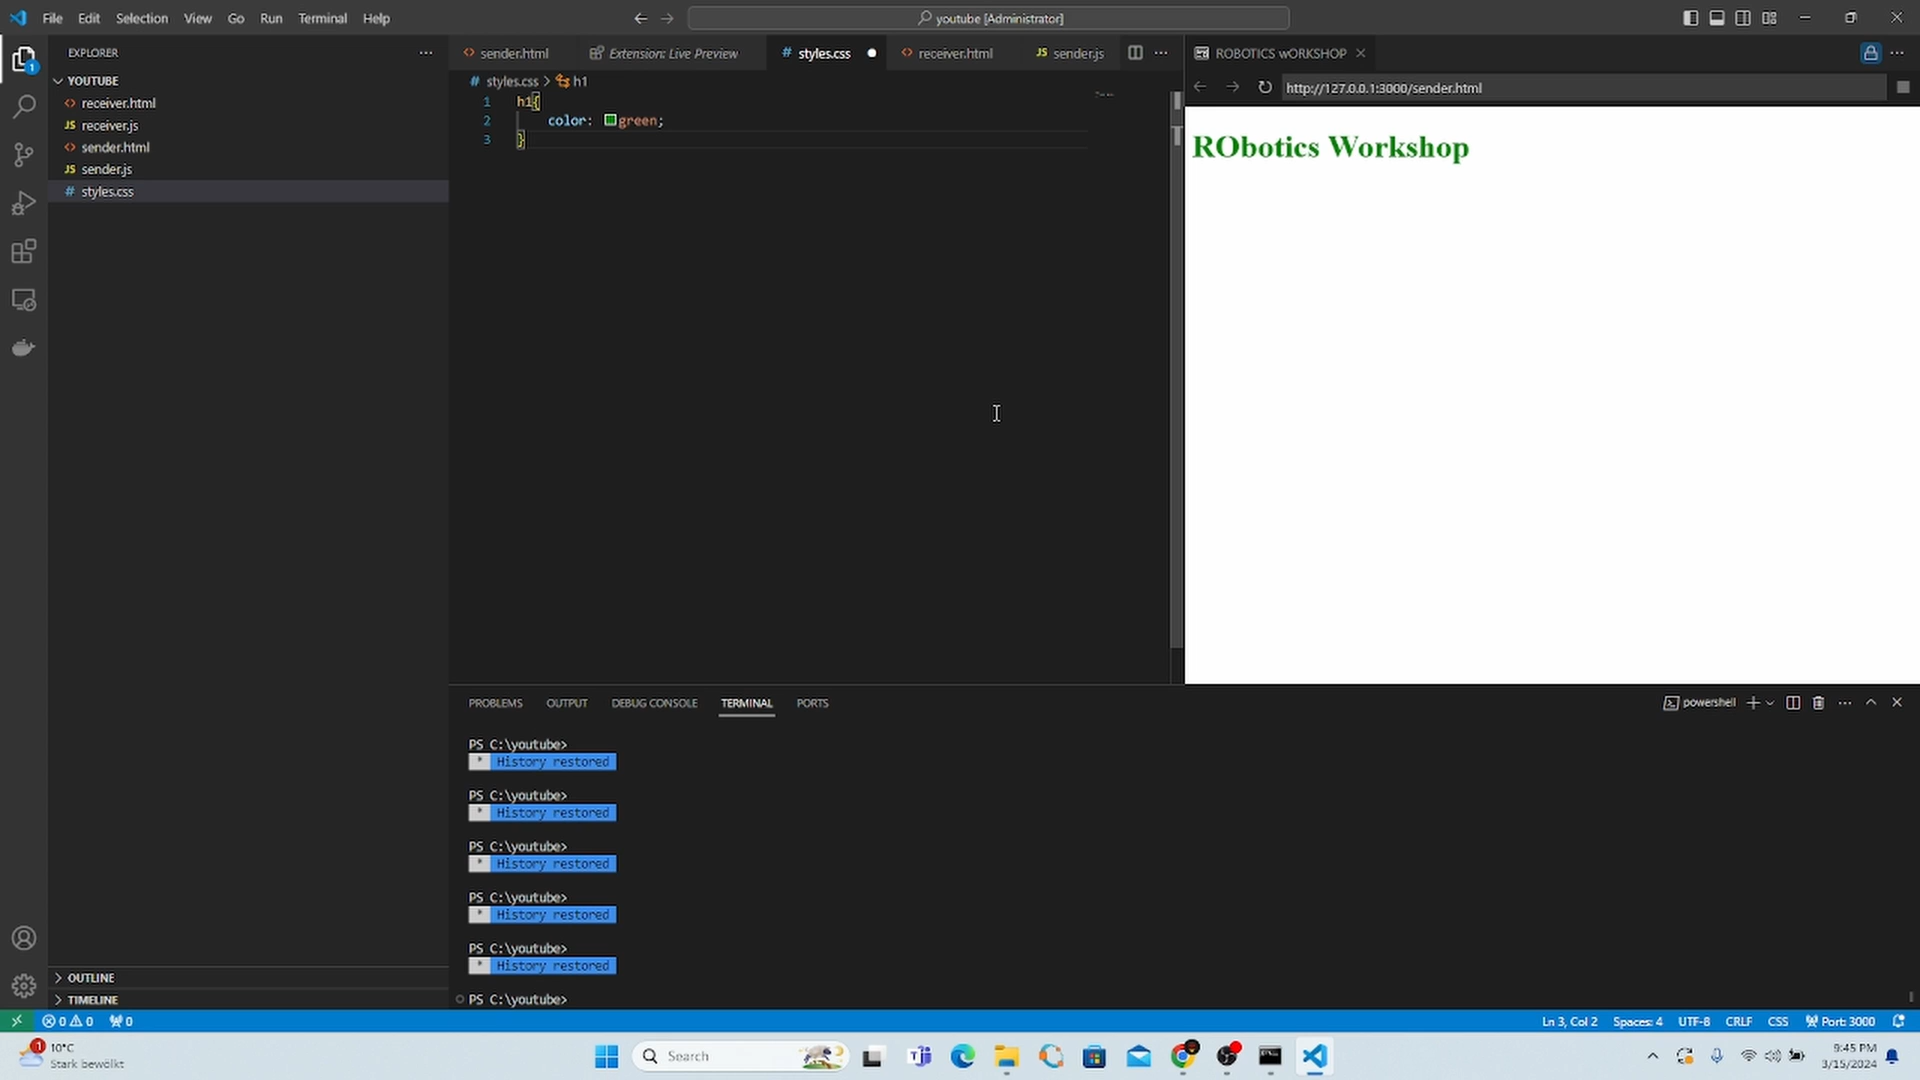 File Edit Selection View Go Run Terminal Help
youtube [Administrator]
EXPLORER
YOUTUBE
receiver.html
JS receiver.js
sender.html
JS sender.js
# styles.css
OUTLINE
TIMELINE
sender.html
Extension: Live Preview
# styles.css
receiver.html
JS sender.js
# styles.css > h1
1 h1{
2 color: green;
3 }
ROBOTICS wORKSHOP
http://127.0.0.1:3000/sender.html
RObotics Workshop
PROBLEMS OUTPUT DEBUG CONSOLE TERMINAL PORTS
powershell
PS C:\youtube>
* History restored
PS C:\youtube>
* History restored
PS C:\youtube>
* History restored
PS C:\youtube>
* History restored
PS C:\youtube>
* History restored
PS C:\youtube>
0 0 0
Ln 3, Col 2 Spaces: 4 UTF-8 CRLF CSS Port: 3000
10°C
Stark bewölkt
Search
9:45 PM
3/15/2024